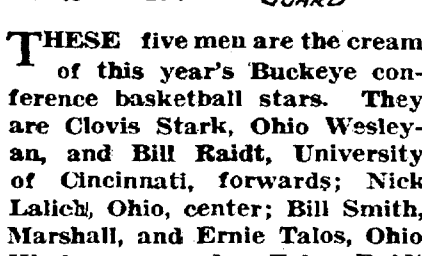 GUARD
THESE five men are the cream
of this year's Buckeye con-
ference basketball stars. They
are Clovis Stark, Ohio Wesley-
an, and Bill Raidt, University
of Cincinnati, forwards; Nick
Lalich, Ohio, center; Bill Smith,
Marshall, and Ernie Talos, Ohio